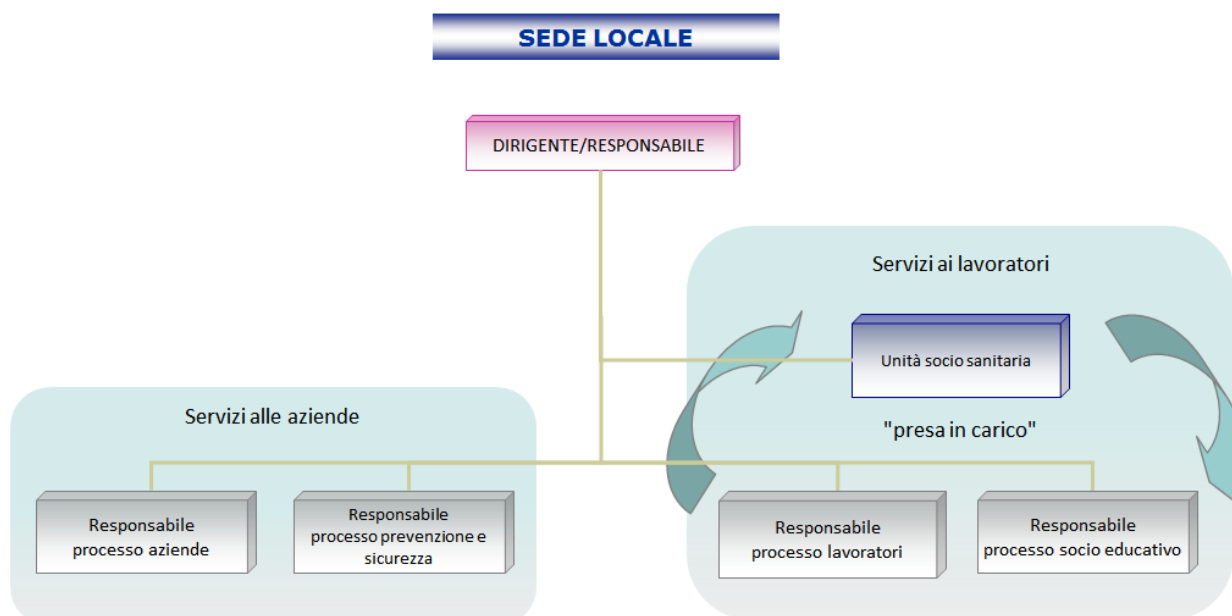 SEDE LOCALE
DIRIGENTE/RESPONSABILE
Servizi ai lavoratori
Unità socio sanitaria
"presa in carico"
Servizi alle aziende
Responsabile
processo aziende
Responsabile
processo prevenzione e
sicurezza
Responsabile
processo lavoratori
Responsabile
processo socio educativo